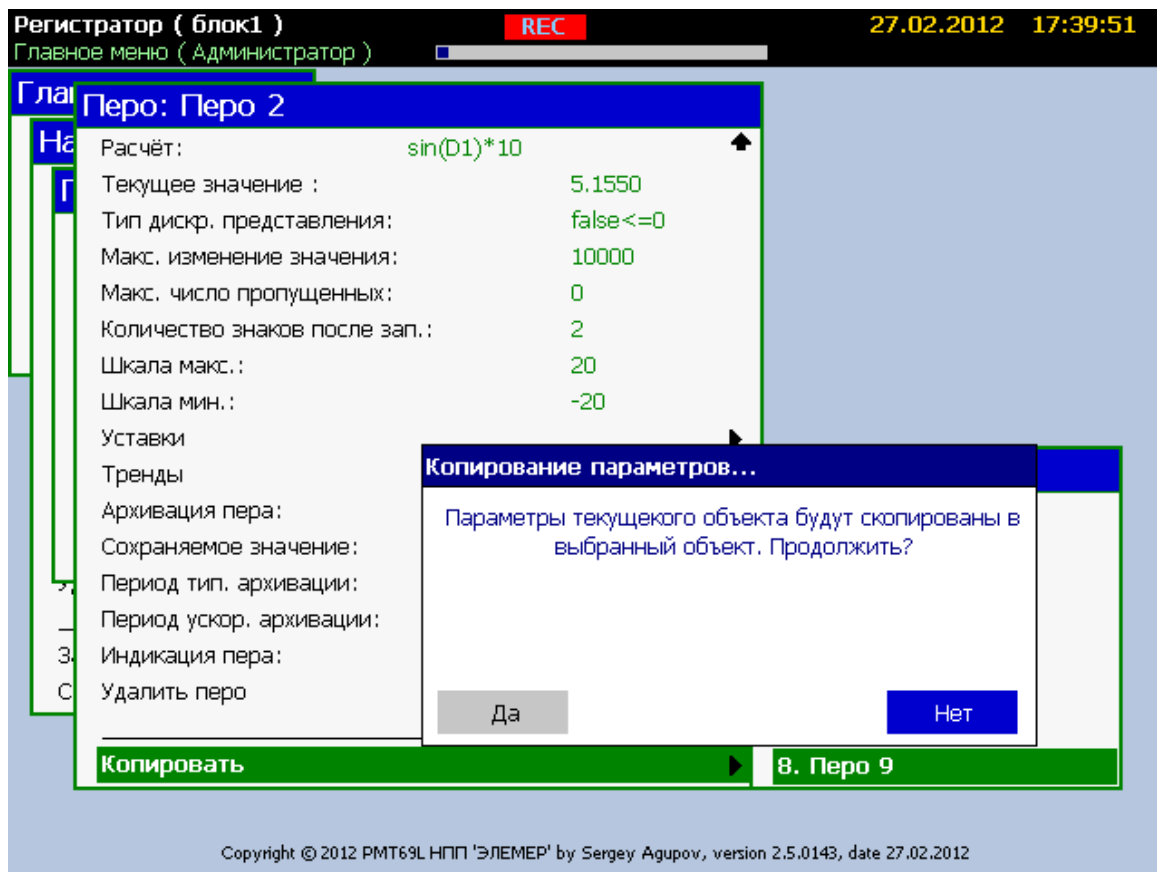 Регистратор ( блок1 ) REC 27.02.2012 17:39:51
Главное меню ( Администратор )
Перо: Перо 2
Расчёт: sin(D1)*10
Текущее значение : 5.1550
Тип дискр. представления: false<=0
Макс. изменение значения: 10000
Макс. число пропущенных: 0
Количество знаков после зап.: 2
Шкала макс.: 20
Шкала мин.: -20
Уставки
Тренды
Архивация пера:
Сохраняемое значение:
Период тип. архивации:
Период ускор. архивации:
Индикация пера:
Удалить перо
Копировать
Копирование параметров...
Параметры текущекого объекта будут скопированы в
выбранный объект. Продолжить?
Да Нет
8. Перо 9
Copyright © 2012 РМТ69L НПП 'ЭЛЕМЕР' by Sergey Agupov, version 2.5.0143, date 27.02.2012